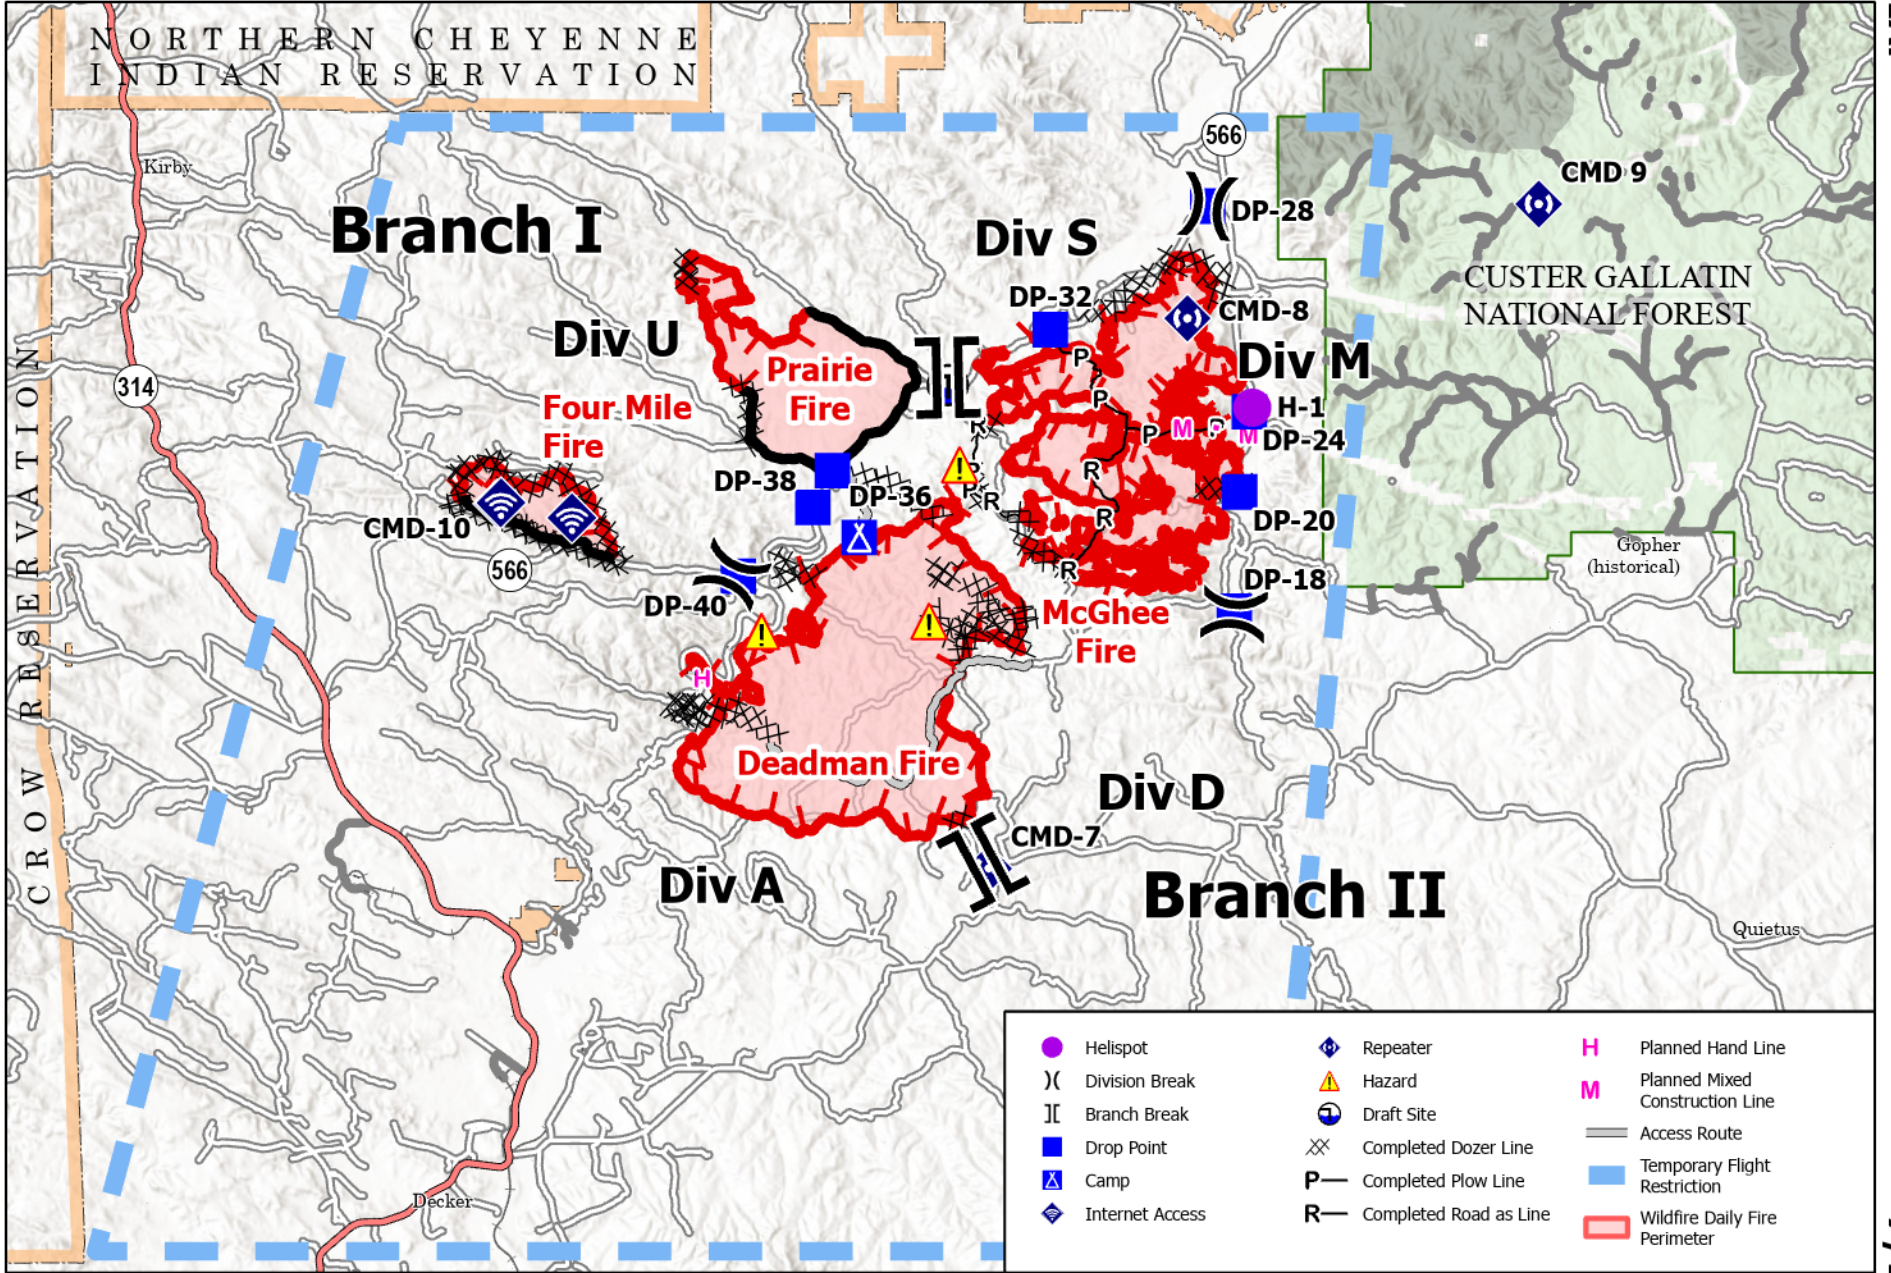 NORTHERN CHEYENNE
INDIAN RESERVATION
566
Kirby
CMD 9
Branch I
DP-28
Div S
CUSTER GALLATIN
NATIONAL FOREST
DP-32
CMD-8
Div U
Div M
Prairie
Fire
314
Four Mile
Fire
P
P
H-1
R
P
M
P
M
DP-24
DP-38
R
DP-36
P
R
CMD-10
R
DP-20
Gopher
(historical)
566
R
DP-18
DP-40
McGhee
Fire
H
CROW RESERVATION
Deadman Fire
Div D
CMD-7
Div A
Branch II
Quietus
Decker
Helispot
Division Break
Branch Break
Drop Point
Camp
Internet Access
Repeater
Hazard
Draft Site
Completed Dozer Line
P Completed Plow Line
R Completed Road as Line
H Planned Hand Line
M Planned Mixed
Construction Line
Access Route
Temporary Flight
Restriction
Wildfire Daily Fire
Perimeter